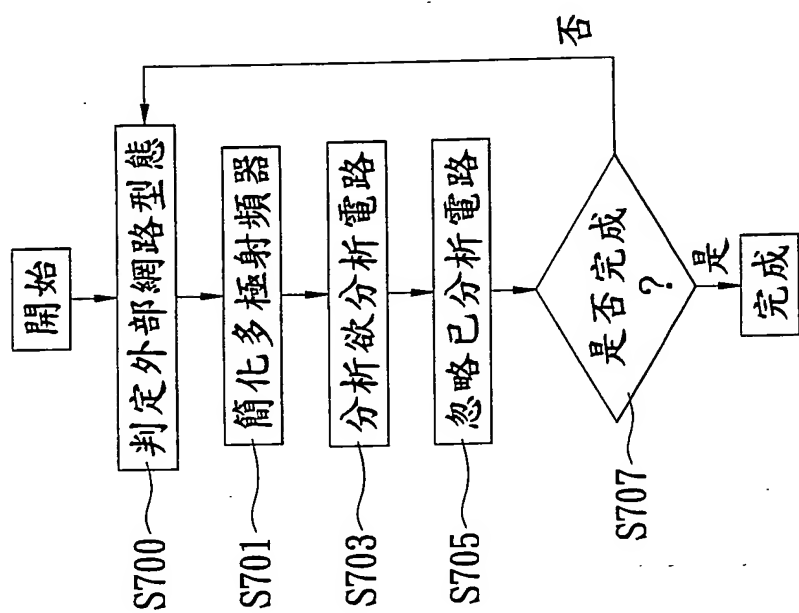 開始
判定外部網路型態
S700
簡化多極射頻器
S701
分析欲分析電路
S703
忽略已分析電路
S705
是否完成
?
S707
否
是
完成